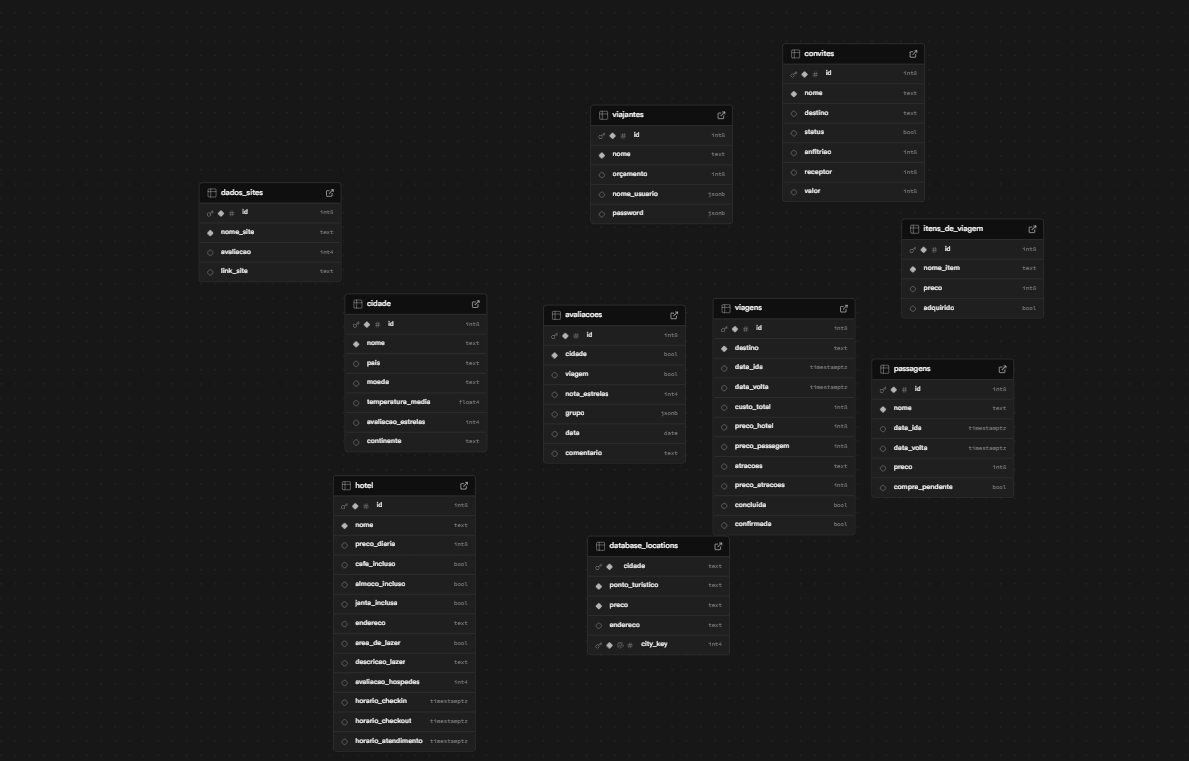 convites
id int8
nome text
destino text
status bool
anfitriao int8
receptor int8
valor int8
viajantes
id int8
nome text
orçamento int8
nome_usuario jsonb
password jsonb
dados_sites
id int8
nome_site text
avaliacao int4
link_site text
itens_de_viagem
id int8
nome_item text
preco int8
adquirido bool
cidade
id int8
nome text
pais text
moeda text
temperatura_media float4
avaliacao_estrelas int4
continente text
avaliacoes
id int8
cidade bool
viagem bool
nota_estrelas int4
grupo jsonb
data date
comentario text
viagens
id int8
destino text
data_ida timestamptz
data_volta timestamptz
custo_total int8
preco_hotel int8
preco_passagem int8
atracoes text
preco_atracoes int8
concluida bool
confirmada bool
passagens
id int8
nome text
data_ida timestamptz
data_volta timestamptz
preco int8
compra_pendente bool
hotel
id int8
nome text
preco_diaria int8
cafe_incluso bool
almoco_incluso bool
janta_inclusa bool
endereco text
area_de_lazer bool
descricao_lazer text
avaliacao_hospedes int4
horario_checkin timestamptz
horario_checkout timestamptz
horario_atendimento timestamptz
database_locations
cidade text
ponto_turistico text
preco text
endereco text
city_key int4